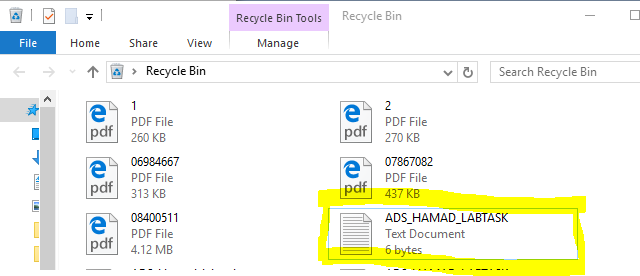 Recycle Bin Tools
Recycle Bin
File
Home
Share
View
Manage
Recycle Bin
Search Recycle Bin
1
PDF File
260 KB
2
PDF File
270 KB
06984667
PDF File
313 KB
07867082
PDF File
437 KB
08400511
PDF File
4.12 MB
ADS_HAMAD_LABTASK
Text Document
6 bytes